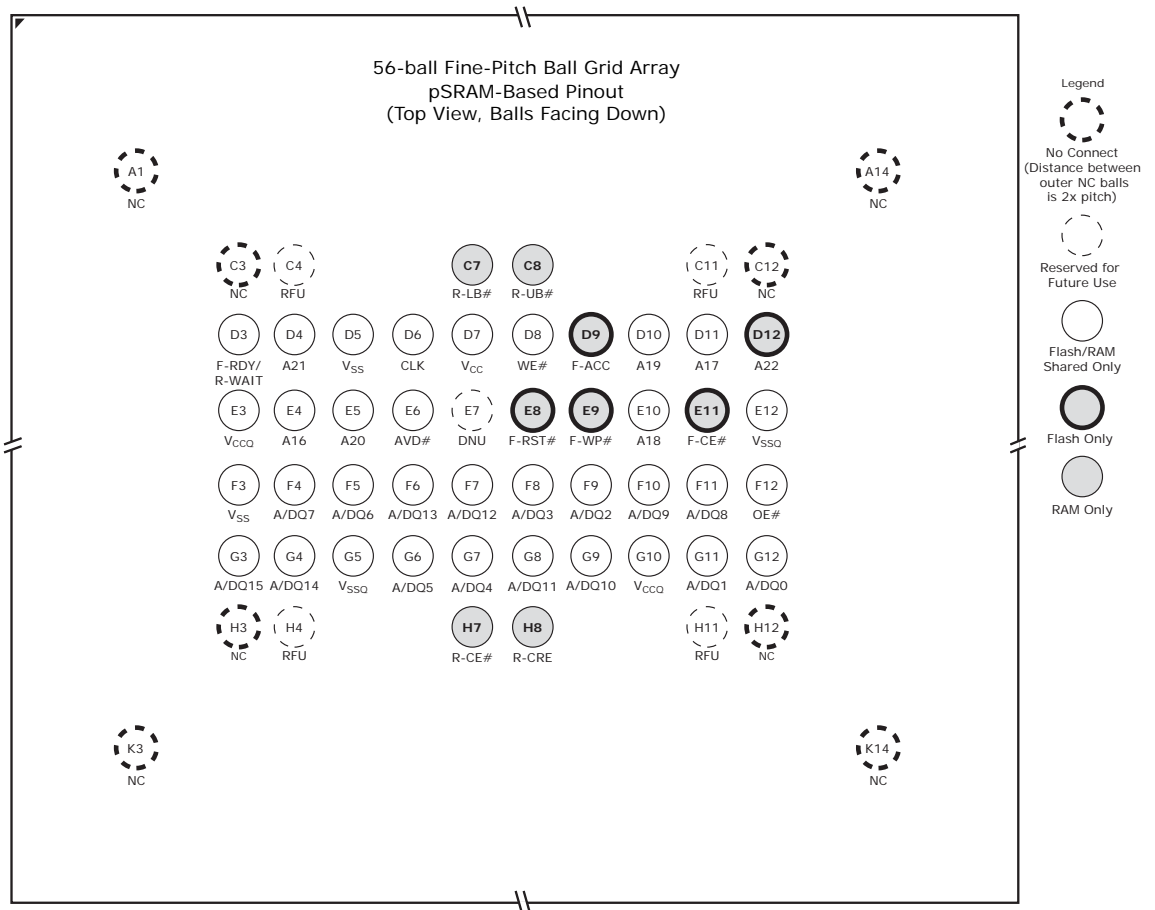 56-ball Fine-Pitch Ball Grid Array
pSRAM-Based Pinout
(Top View, Balls Facing Down)
A1 A14
NC NC
C3 C4 C7 C8 C11 C12
NC RFU R-LB# R-UB# RFU NC
D3 D4 D5 D6 D7 D8 D9 D10 D11 D12
F-RDY/ A21 VSS CLK VCC WE# F-ACC A19 A17 A22
R-WAIT
E3 E4 E5 E6 E7 E8 E9 E10 E11 E12
VCCQ A16 A20 AVD# DNU F-RST# F-WP# A18 F-CE# VSSQ
F3 F4 F5 F6 F7 F8 F9 F10 F11 F12
VSS A/DQ7 A/DQ6 A/DQ13 A/DQ12 A/DQ3 A/DQ2 A/DQ9 A/DQ8 OE#
G3 G4 G5 G6 G7 G8 G9 G10 G11 G12
A/DQ15 A/DQ14 VSSQ A/DQ5 A/DQ4 A/DQ11 A/DQ10 VCCQ A/DQ1 A/DQ0
H3 H4 H7 H8 H11 H12
NC RFU R-CE# R-CRE RFU NC
K3 K14
NC NC
Legend
No Connect
(Distance between
outer NC balls
is 2x pitch)
Reserved for
Future Use
Flash/RAM
Shared Only
Flash Only
RAM Only